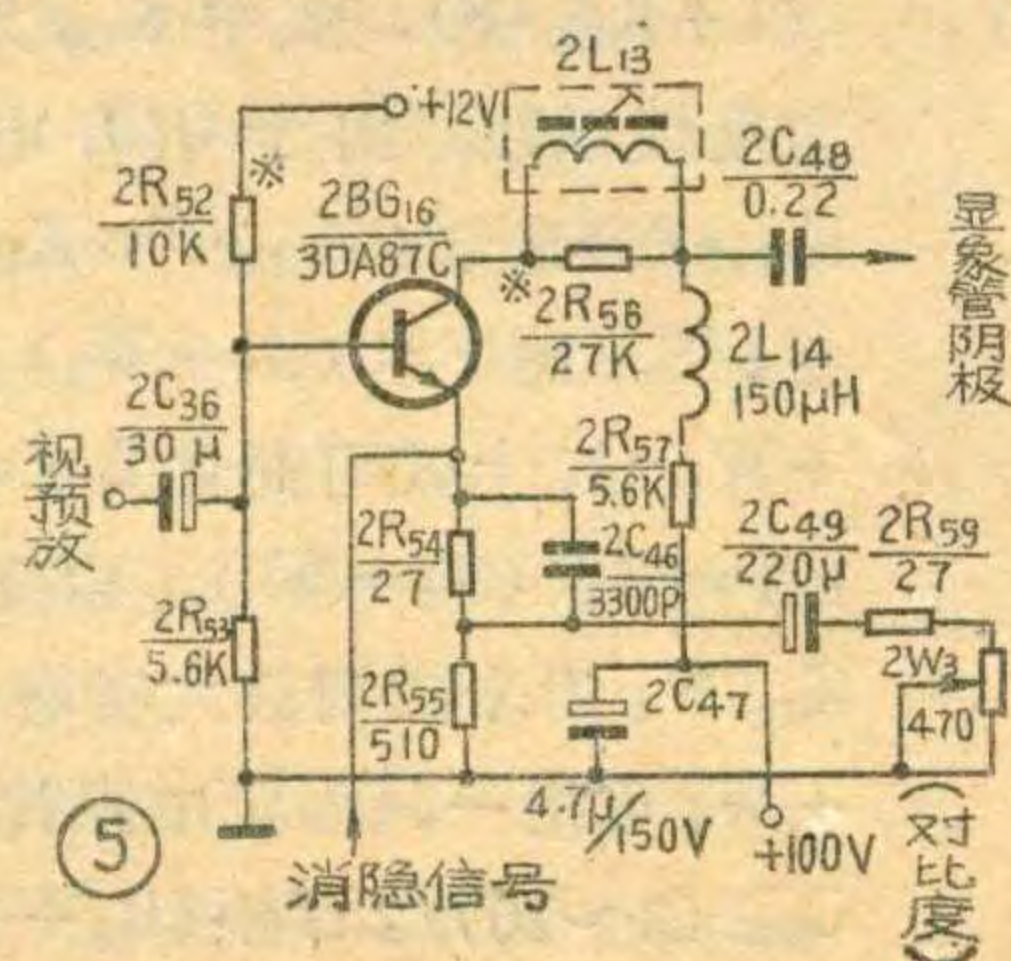 2L13
+12V
※
2R52
10K
2BG16
3DA87C
2C48
0.22
显象管阴极
※
2R56
27K
2L14
150μH
2C36
30μ
视预放
2R57
5.6K
2R54
27
2C46
3300P
2C49
220μ
2R59
27
2R53
5.6K
2R55
510
2C47
2W3
470
4.7μ/150V
+100V
(对比度)
5
消隐信号